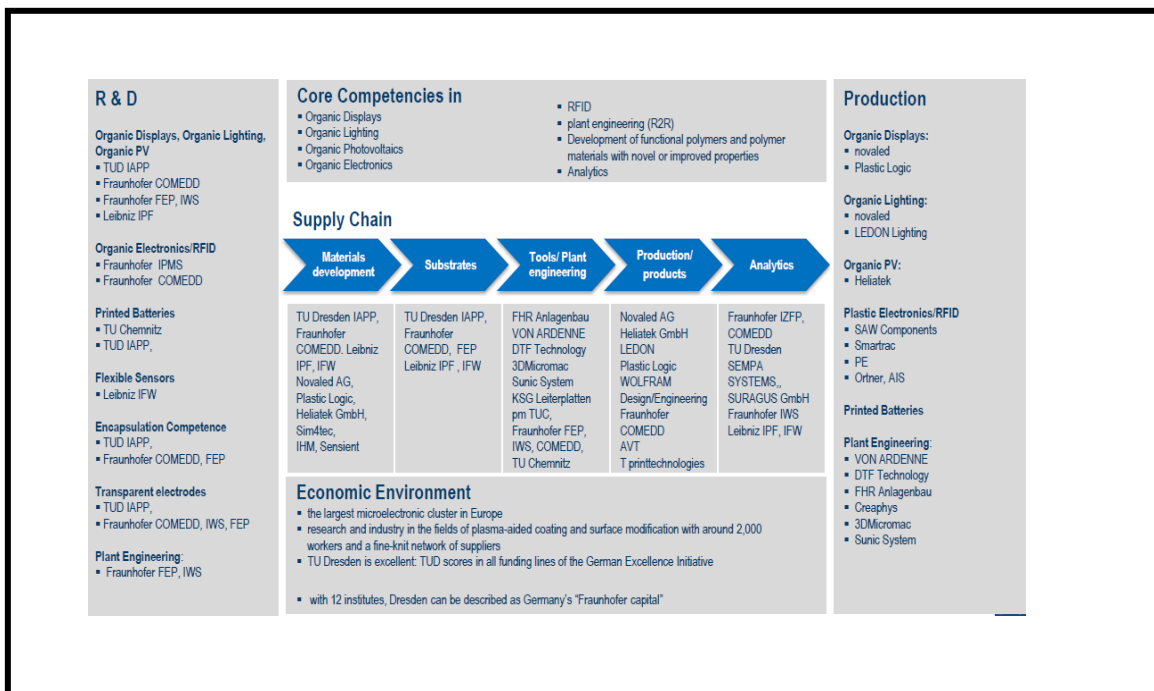 R & D
Organic Displays, Organic Lighting,
Organic PV
▪ TUD IAPP
▪ Fraunhofer COMEDD
▪ Fraunhofer FEP, IWS
▪ Leibniz IPF
Organic Electronics/RFID
▪ Fraunhofer IPMS
▪ Fraunhofer COMEDD
Printed Batteries
▪ TU Chemnitz
▪ TUD IAPP,
Flexible Sensors
▪ Leibniz IFW
Encapsulation Competence
▪ TUD IAPP,
▪ Fraunhofer COMEDD, FEP
Transparent electrodes
▪ TUD IAPP,
▪ Fraunhofer COMEDD, IWS, FEP
Plant Engineering:
▪ Fraunhofer FEP, IWS
Core Competencies in
▪ Organic Displays
▪ Organic Lighting
▪ Organic Photovoltaics
▪ Organic Electronics
▪ RFID
▪ plant engineering (R2R)
▪ Development of functional polymers and polymer
materials with novel or improved properties
▪ Analytics
Supply Chain
Materials
development
Substrates
Tools/ Plant
engineering
Production/
products
Analytics
TU Dresden IAPP,
Fraunhofer
COMEDD. Leibniz
IPF, IFW
Novaled AG,
Plastic Logic,
Heliatek GmbH,
Sim4tec,
IHM, Sensient
TU Dresden IAPP,
Fraunhofer
COMEDD, FEP
Leibniz IPF , IFW
FHR Anlagenbau
VON ARDENNE
DTF Technology
3DMicromac
Sunic System
KSG Leiterplatten
pm TUC,
Fraunhofer FEP,
IWS, COMEDD,
TU Chemnitz
Novaled AG
Heliatek GmbH
LEDON
Plastic Logic
WOLFRAM
Design/Engineering
Fraunhofer
COMEDD
AVT
T printtechnologies
Fraunhofer IZFP,
COMEDD
TU Dresden
SEMPA
SYSTEMS,,
SURAGUS GmbH
Fraunhofer IWS
Leibniz IPF, IFW
Economic Environment
▪ the largest microelectronic cluster in Europe
▪ research and industry in the fields of plasma-aided coating and surface modification with around 2,000
workers and a fine-knit network of suppliers
▪ TU Dresden is excellent: TUD scores in all funding lines of the German Excellence Initiative
▪ with 12 institutes, Dresden can be described as Germany's “Fraunhofer capital”
Production
Organic Displays:
▪ novaled
▪ Plastic Logic
Organic Lighting:
▪ novaled
▪ LEDON Lighting
Organic PV:
▪ Heliatek
Plastic Electronics/RFID
▪ SAW Components
▪ Smartrac
▪ PE
▪ Ortner, AIS
Printed Batteries
Plant Engineering:
▪ VON ARDENNE
▪ DTF Technology
▪ FHR Anlagenbau
▪ Creaphys
▪ 3DMicromac
▪ Sunic System